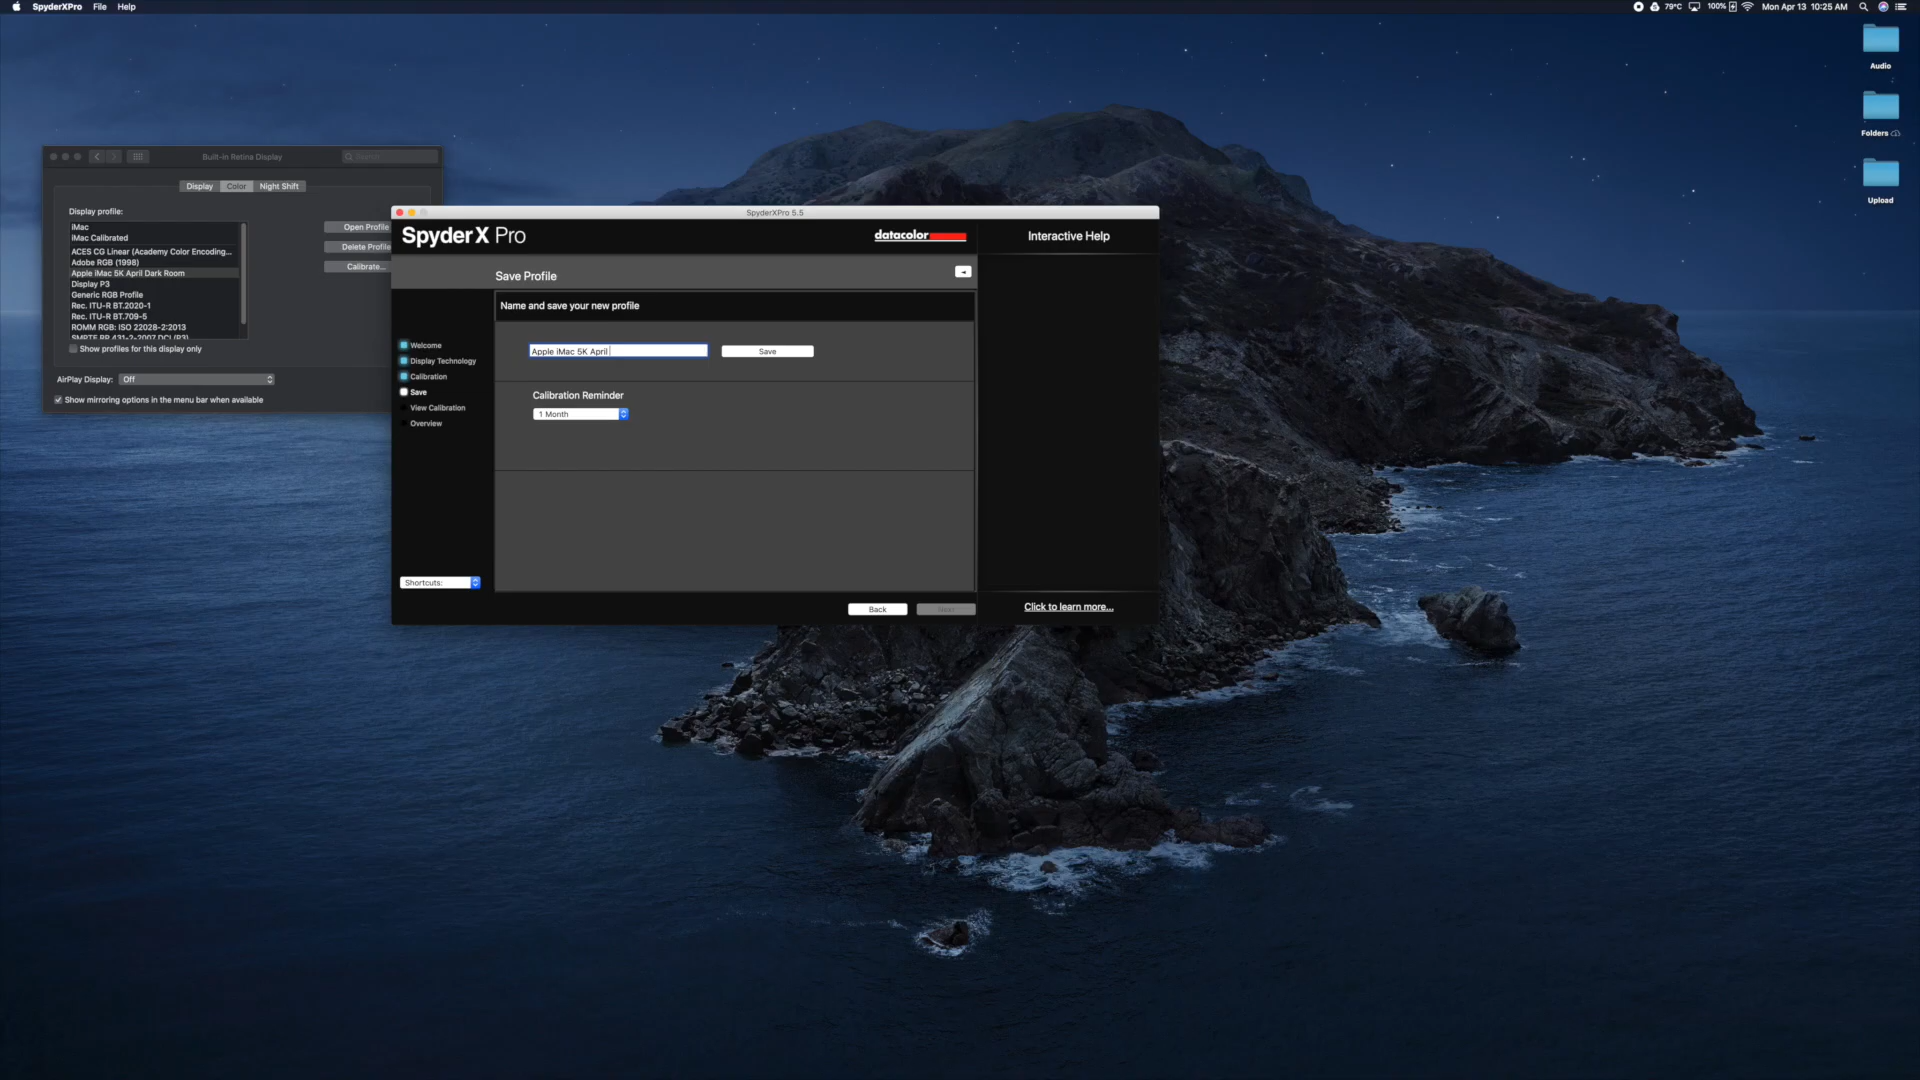 SpyderXPro File Help
79°C 100% Mon Apr 13 10:25 AM
Audio
Folders
Upload
Built-in Retina Display
Search
Display Color Night Shift
Display profile:
iMac
iMac Calibrated
ACES CG Linear (Academy Color Encoding...
Adobe RGB (1998)
Apple iMac 5K April Dark Room
Display P3
Generic RGB Profile
Rec. ITU-R BT.2020-1
Rec. ITU-R BT.709-5
ROMM RGB: ISO 22028-2:2013
SMPTE RP 431-2-2007 DCI (P3)
Open Profile
Delete Profile
Calibrate...
Show profiles for this display only
AirPlay Display: Off
Show mirroring options in the menu bar when available
SpyderXPro 5.5
SpyderX Pro
datacolor
Interactive Help
Save Profile
Name and save your new profile
Welcome
Display Technology
Calibration
Save
View Calibration
Overview
Apple iMac 5K April
Save
Calibration Reminder
1 Month
Shortcuts:
Back
Next
Click to learn more...